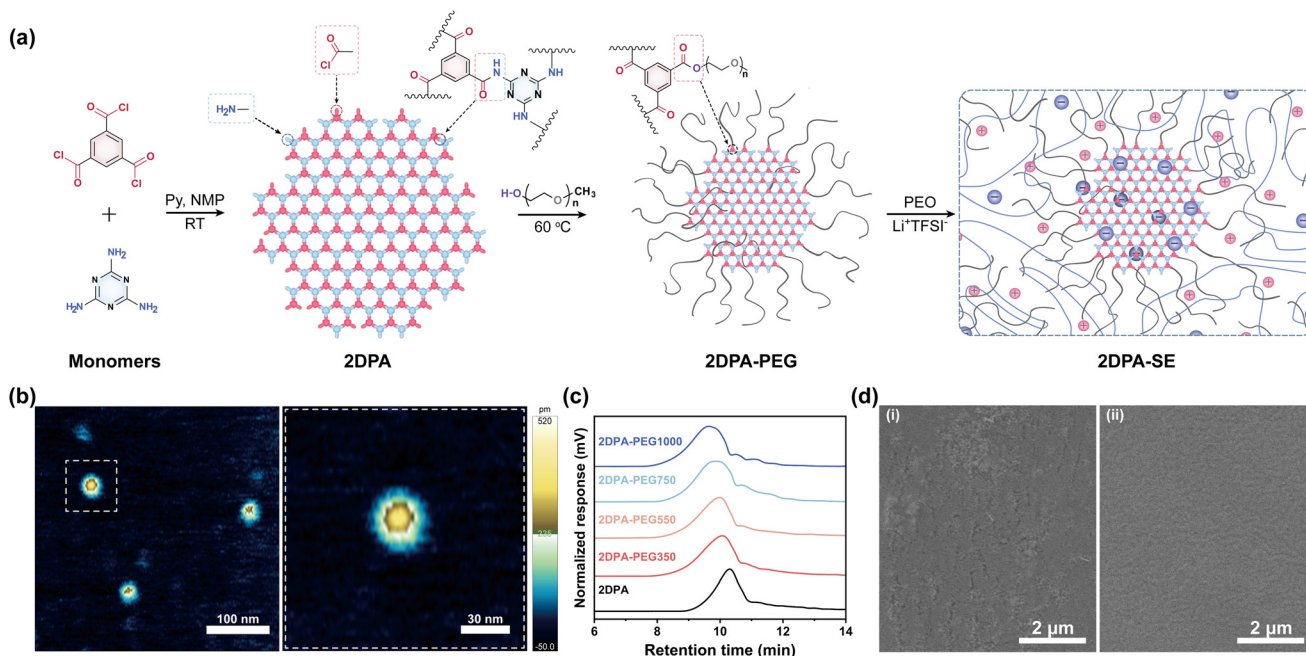 (a)
O
Cl
H₂N
O
Cl
O
Cl
O
Cl
+
NH₂
N
N
N
H₂N
NH₂
Monomers
Py, NMP
RT
2DPA
O
O
O
H
N
N
N
N
NH
HN
H-O
O
CH₃
n
60 °C
O
O
O
O
O
n
2DPA-PEG
PEO
Li⁺TFSI⁻
2DPA-SE
(b)
100 nm
30 nm
pm
520
235
-50.0
(c)
Normalized response (mV)
2DPA-PEG1000
2DPA-PEG750
2DPA-PEG550
2DPA-PEG350
2DPA
6 8 10 12 14
Retention time (min)
(d)
(i)
2 μm
(ii)
2 μm